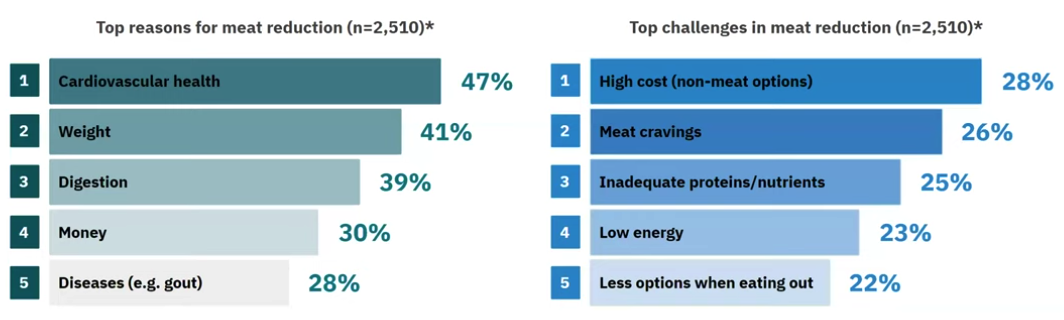 Top reasons for meat reduction (n=2,510)*
1 Cardiovascular health 47%
2 Weight 41%
3 Digestion 39%
4 Money 30%
5 Diseases (e.g. gout) 28%
Top challenges in meat reduction (n=2,510)*
1 High cost (non-meat options) 28%
2 Meat cravings 26%
3 Inadequate proteins/nutrients 25%
4 Low energy 23%
5 Less options when eating out 22%